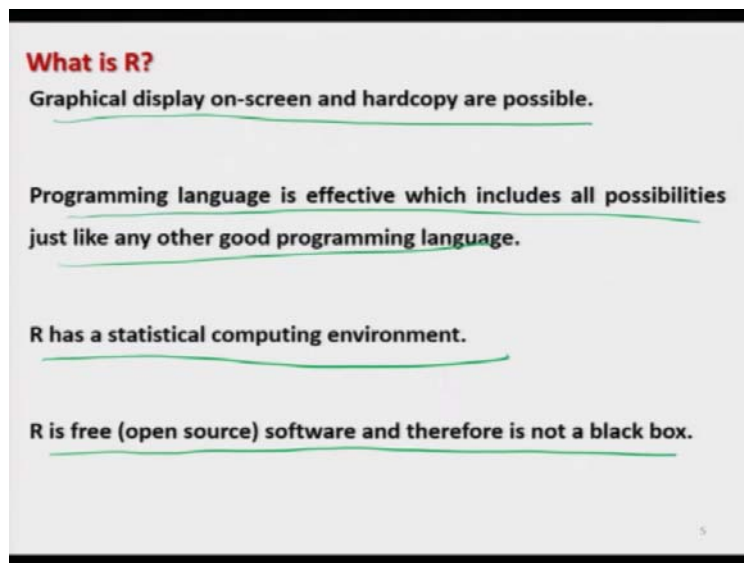 What is R?
Graphical display on-screen and hardcopy are possible.
Programming language is effective which includes all possibilities
just like any other good programming language.
R has a statistical computing environment.
R is free (open source) software and therefore is not a black box.
5